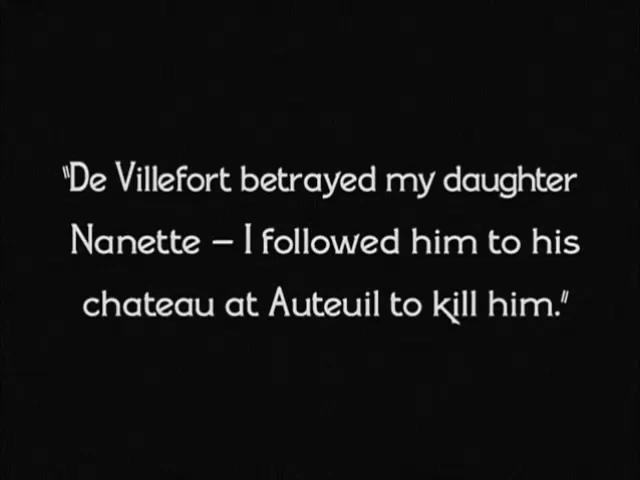 "De Villefort betrayed my daughter
Nanette – I followed him to his
chateau at Auteuil to kill him."